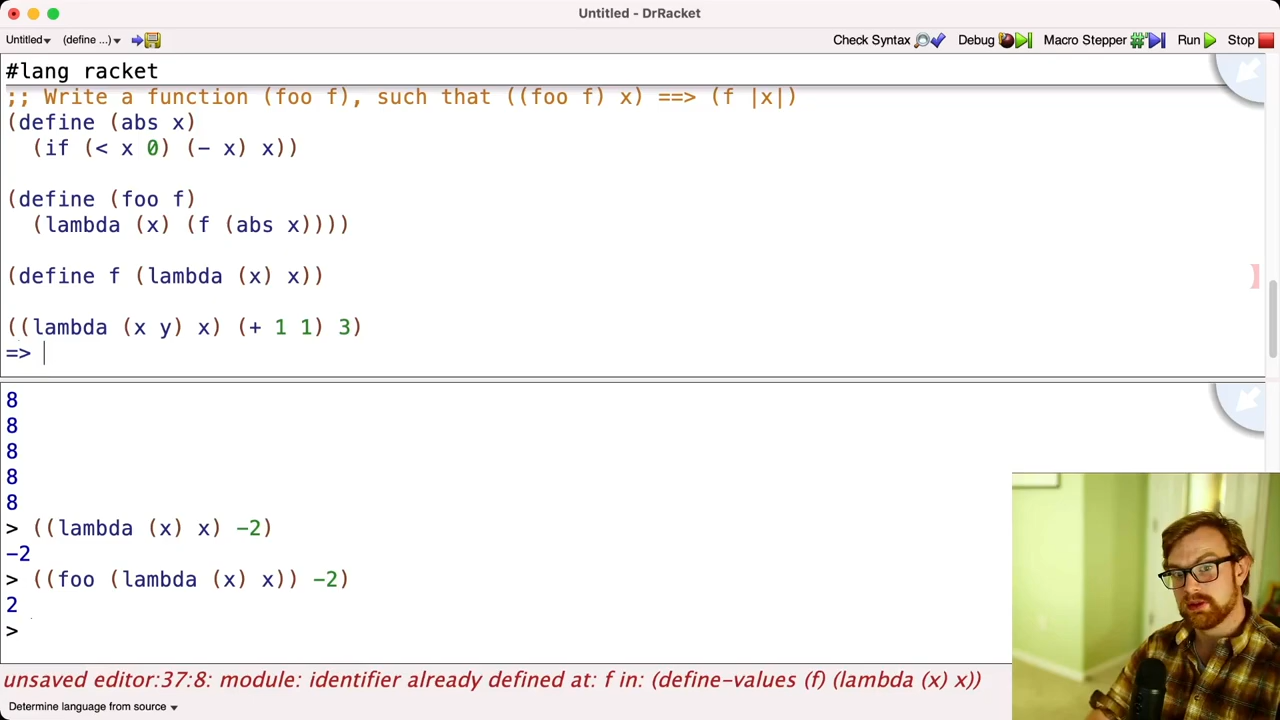 Untitled - DrRacket
Untitled (define ...) Check Syntax Debug Macro Stepper Run Stop
#lang racket
;; Write a function (foo f), such that ((foo f) x) ==> (f |x|)
(define (abs x)
(if (< x 0) (- x) x))
(define (foo f)
(lambda (x) (f (abs x))))
(define f (lambda (x) x))
((lambda (x y) x) (+ 1 1) 3)
=>
8
8
8
8
8
> ((lambda (x) x) -2)
-2
> ((foo (lambda (x) x)) -2)
2
>
unsaved editor:37:8: module: identifier already defined at: f in: (define-values (f) (lambda (x) x))
Determine language from source